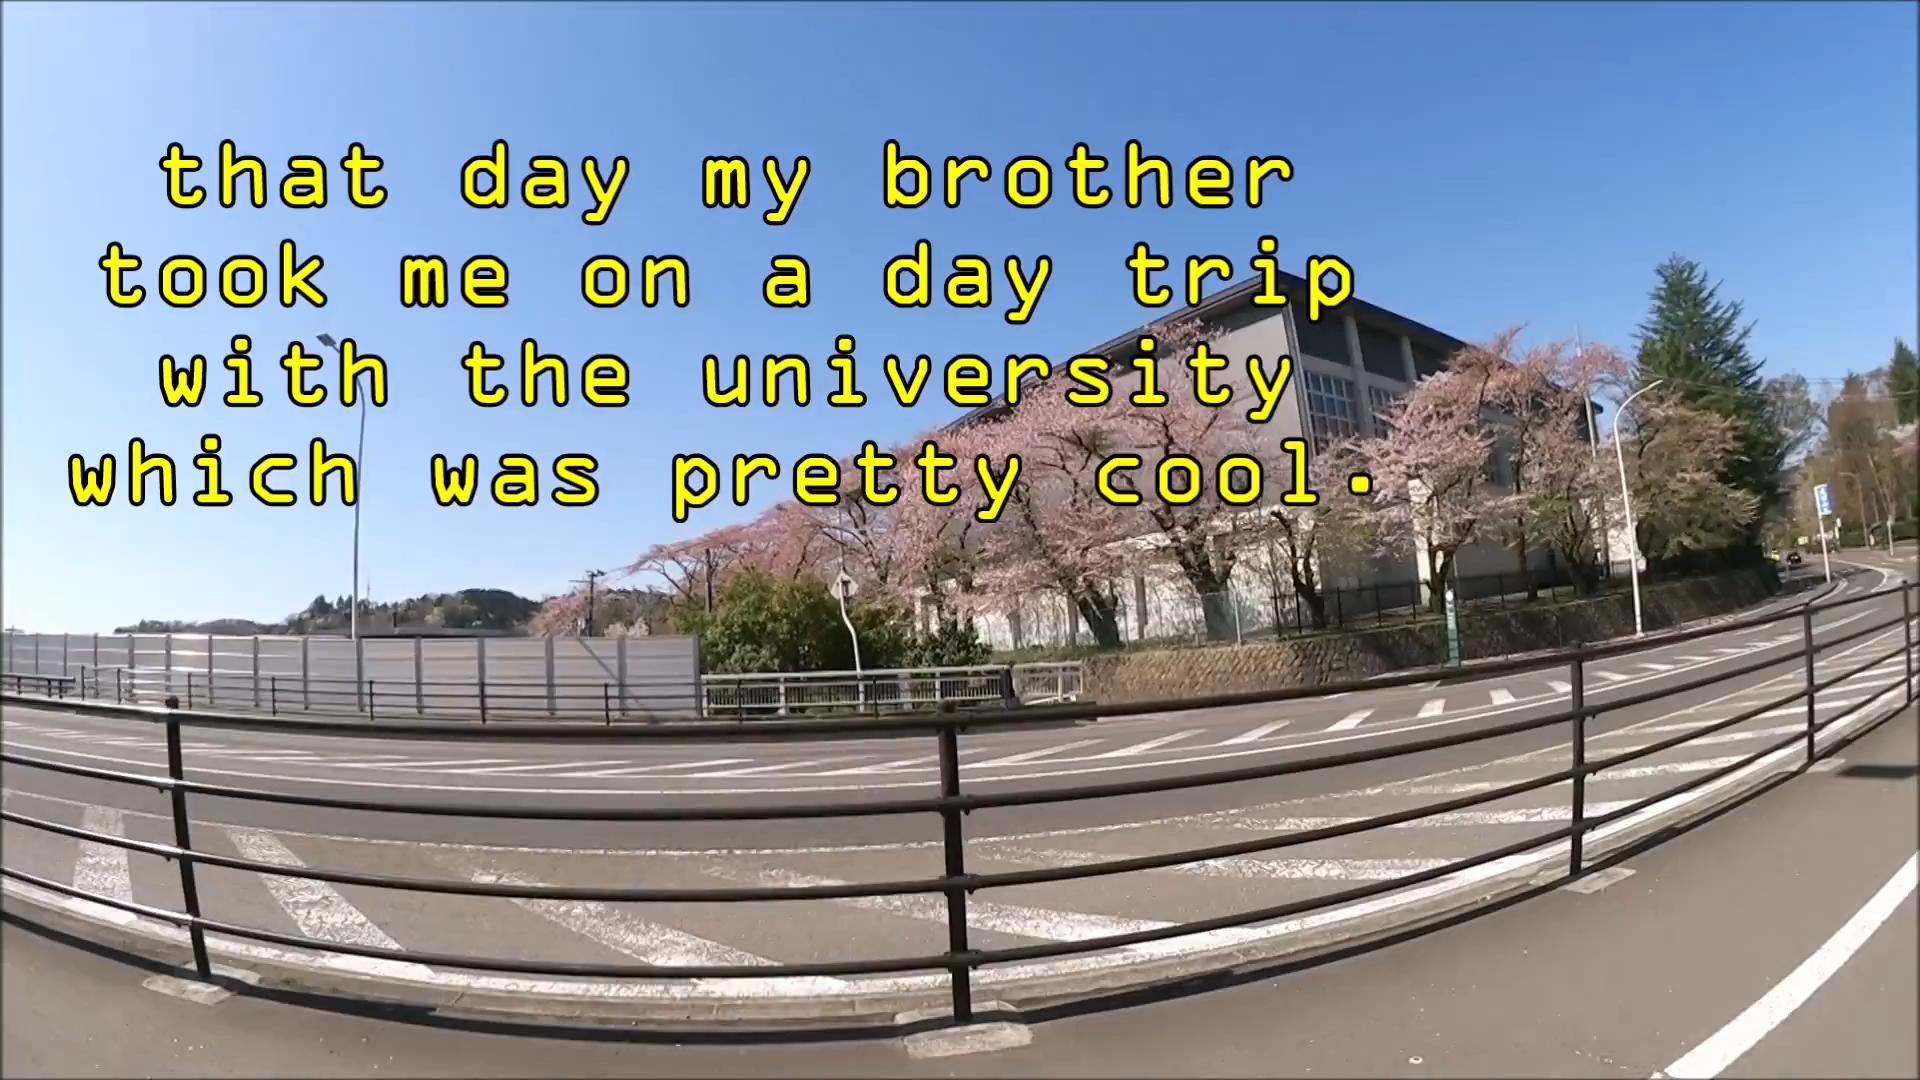 that day my brother
took me on a day trip
with the university
which was pretty cool.